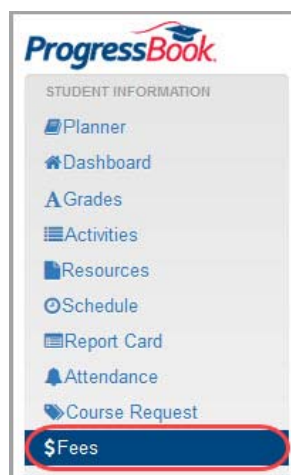 ProgressBook
STUDENT INFORMATION
Planner
Dashboard
Grades
Activities
Resources
Schedule
Report Card
Attendance
Course Request
$Fees